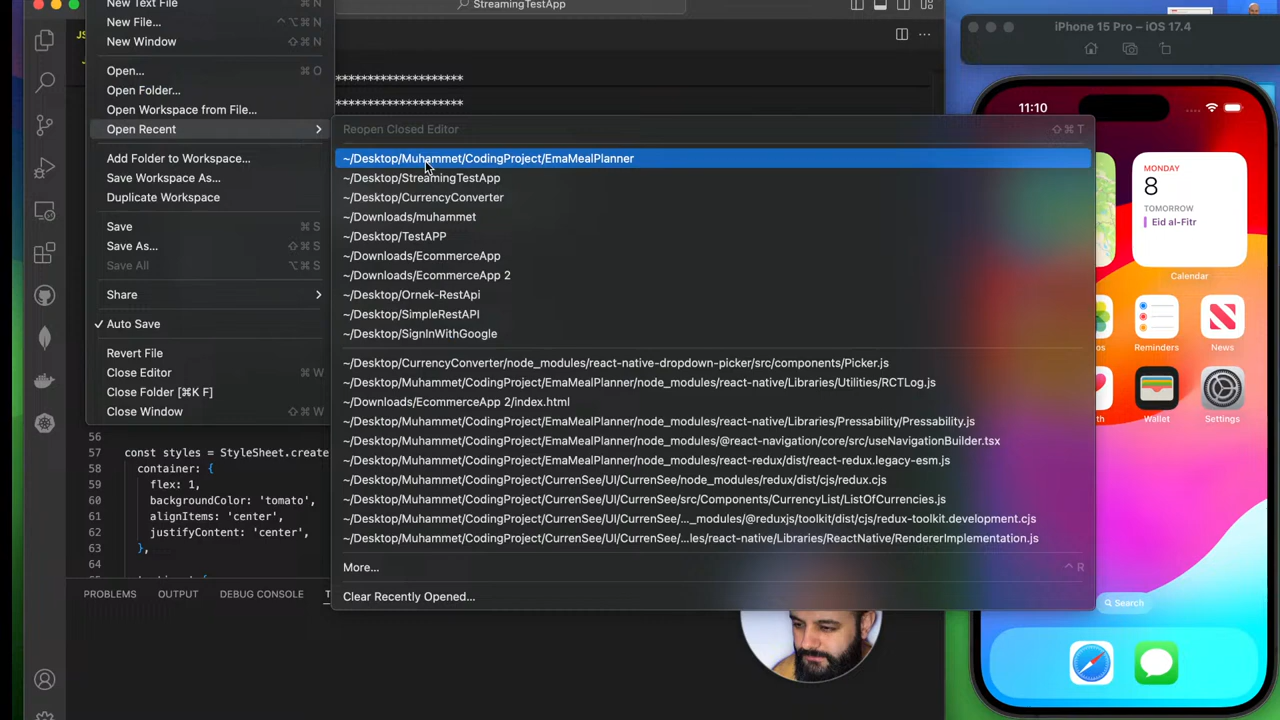 New Text File ⌘ N
New File... ⌃⌥⌘ N
New Window ⇧⌘ N
Open... ⌘ O
Open Folder...
Open Workspace from File...
Open Recent
Add Folder to Workspace...
Save Workspace As...
Duplicate Workspace
Save ⌘ S
Save As... ⇧⌘ S
Save All ⌥⌘ S
Share
✓ Auto Save
Revert File
Close Editor ⌘ W
Close Folder [⌘K F]
Close Window ⇧⌘ W
StreamingTestApp
********************
********************
Reopen Closed Editor ⇧⌘ T
~/Desktop/Muhammet/CodingProject/EmaMealPlanner
~/Desktop/StreamingTestApp
~/Desktop/CurrencyConverter
~/Downloads/muhammet
~/Desktop/TestAPP
~/Downloads/EcommerceApp
~/Downloads/EcommerceApp 2
~/Desktop/Ornek-RestApi
~/Desktop/SimpleRestAPI
~/Desktop/SignInWithGoogle
~/Desktop/CurrencyConverter/node_modules/react-native-dropdown-picker/src/components/Picker.js
~/Desktop/Muhammet/CodingProject/EmaMealPlanner/node_modules/react-native/Libraries/Utilities/RCTLog.js
~/Downloads/EcommerceApp 2/index.html
~/Desktop/Muhammet/CodingProject/EmaMealPlanner/node_modules/react-native/Libraries/Pressability/Pressability.js
~/Desktop/Muhammet/CodingProject/EmaMealPlanner/node_modules/@react-navigation/core/src/useNavigationBuilder.tsx
~/Desktop/Muhammet/CodingProject/EmaMealPlanner/node_modules/react-redux/dist/react-redux.legacy-esm.js
~/Desktop/Muhammet/CodingProject/CurrenSee/UI/CurrenSee/node_modules/redux/dist/cjs/redux.cjs
~/Desktop/Muhammet/CodingProject/CurrenSee/UI/CurrenSee/src/Components/CurrencyList/ListOfCurrencies.js
~/Desktop/Muhammet/CodingProject/CurrenSee/UI/CurrenSee/..._modules/@reduxjs/toolkit/dist/cjs/redux-toolkit.development.cjs
~/Desktop/Muhammet/CodingProject/CurrenSee/UI/CurrenSee/...les/react-native/Libraries/ReactNative/RendererImplementation.js
More... ⌃ R
Clear Recently Opened...
56
57 const styles = StyleSheet.create
58 container: {
59 flex: 1,
60 backgroundColor: 'tomato',
61 alignItems: 'center',
62 justifyContent: 'center',
63 },
64
PROBLEMS OUTPUT DEBUG CONSOLE T
iPhone 15 Pro – iOS 17.4
11:10
MONDAY
8
TOMORROW
Eid al-Fitr
Calendar
os Reminders News
Wallet Settings
Search